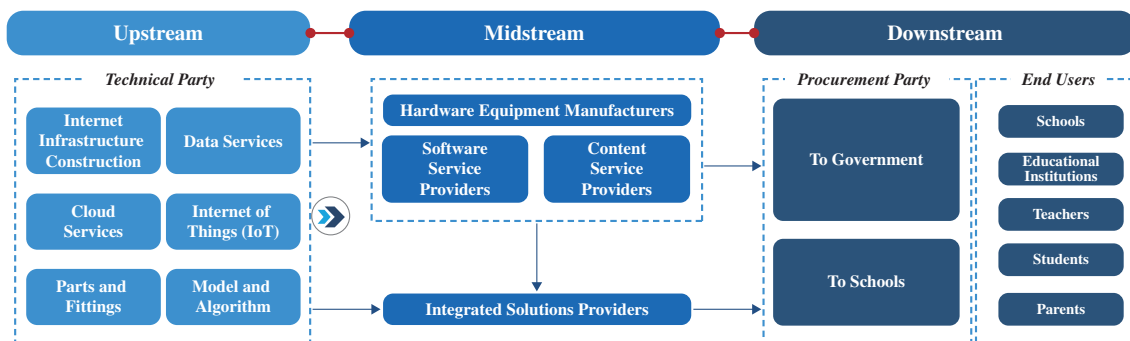 Upstream
Midstream
Downstream
Technical Party
Internet
Infrastructure
Construction
Data Services
Cloud
Services
Internet of
Things (IoT)
Parts and
Fittings
Model and
Algorithm
Hardware Equipment Manufacturers
Software
Service
Providers
Content
Service
Providers
Integrated Solutions Providers
Procurement Party
To Government
To Schools
End Users
Schools
Educational
Institutions
Teachers
Students
Parents